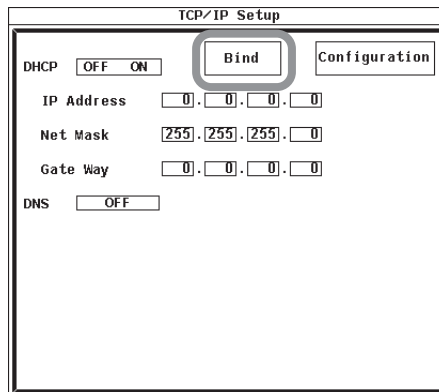 TCP/IP Setup
DHCP OFF ON Bind Configuration
IP Address 0. 0. 0. 0
Net Mask 255. 255. 255. 0
Gate Way 0. 0. 0. 0
DNS OFF